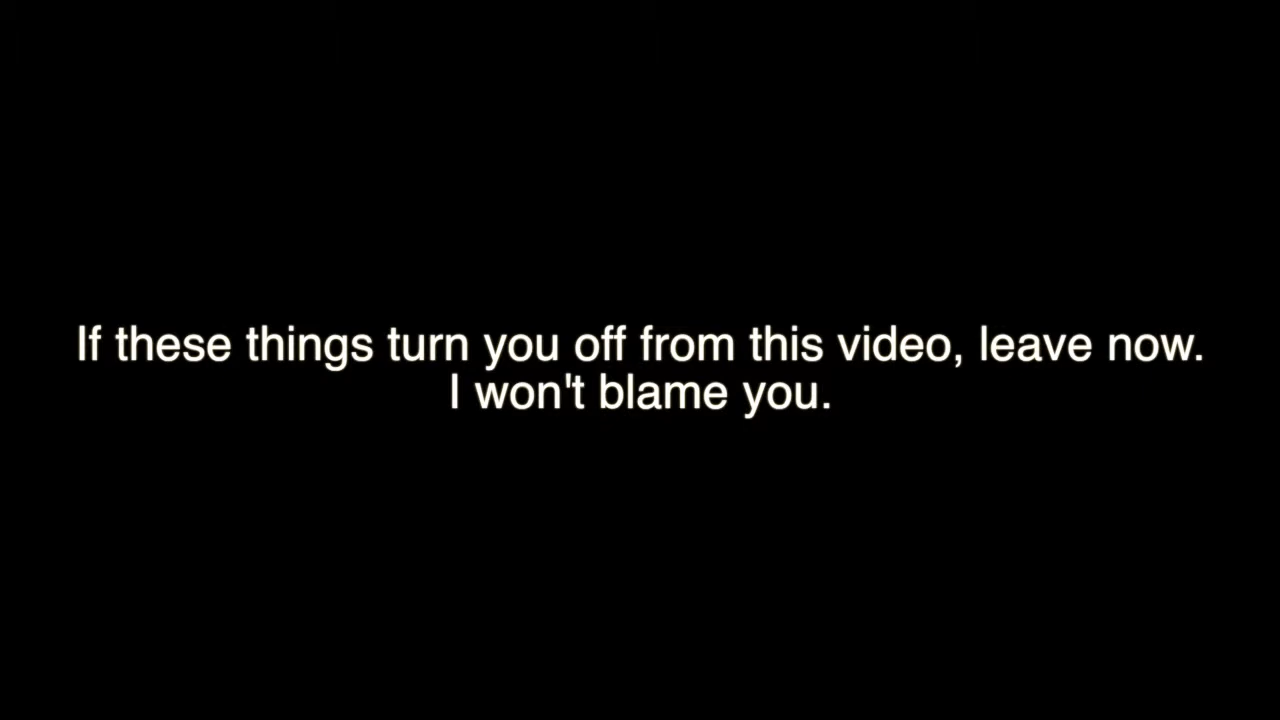 If these things turn you off from this video, leave now.
I won't blame you.